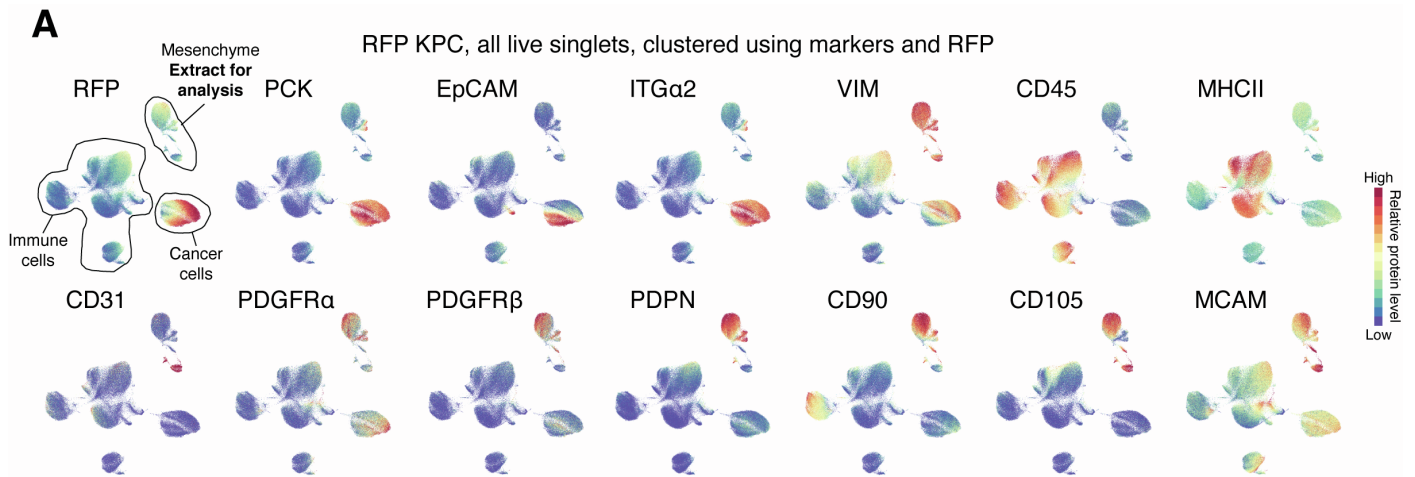 A
RFP KPC, all live singlets, clustered using markers and RFP
Mesenchyme
Extract for
analysis
RFP
PCK
EpCAM
ITGα2
VIM
CD45
MHCII
Immune
cells
Cancer
cells
High
Relative protein level
Low
CD31
PDGFRα
PDGFRβ
PDPN
CD90
CD105
MCAM